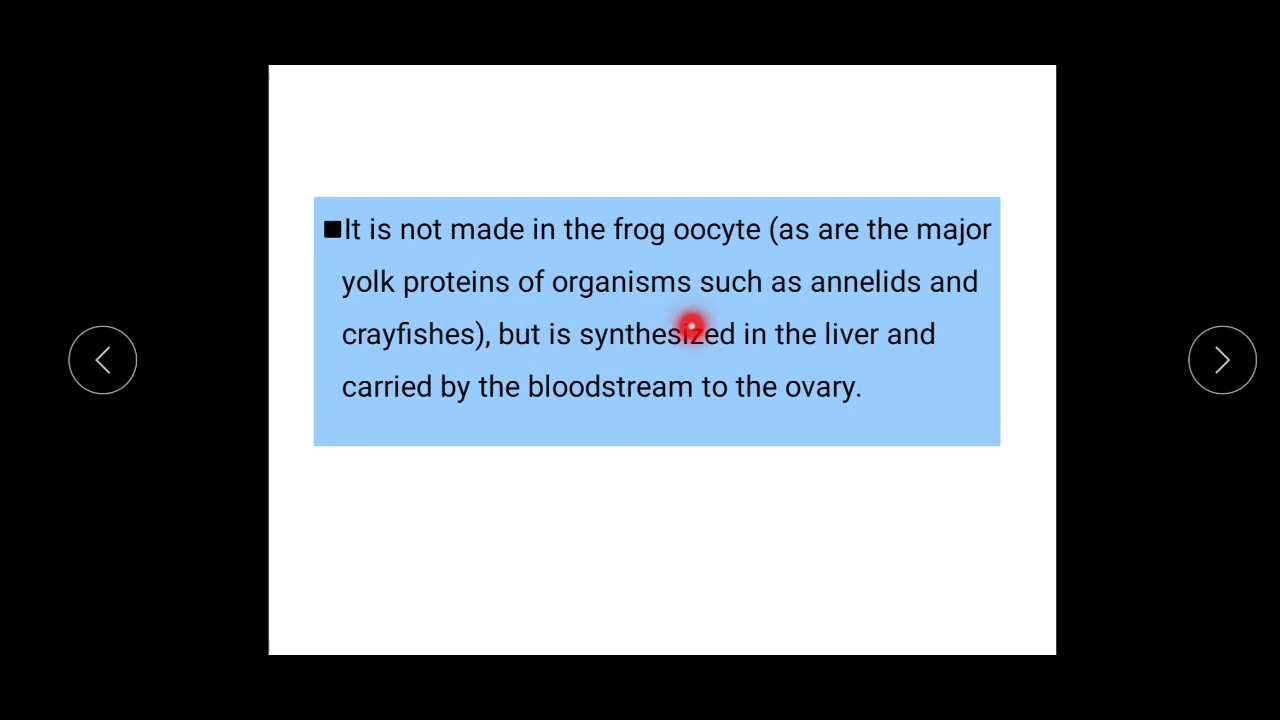 ■It is not made in the frog oocyte (as are the major
yolk proteins of organisms such as annelids and
crayfishes), but is synthesized in the liver and
carried by the bloodstream to the ovary.